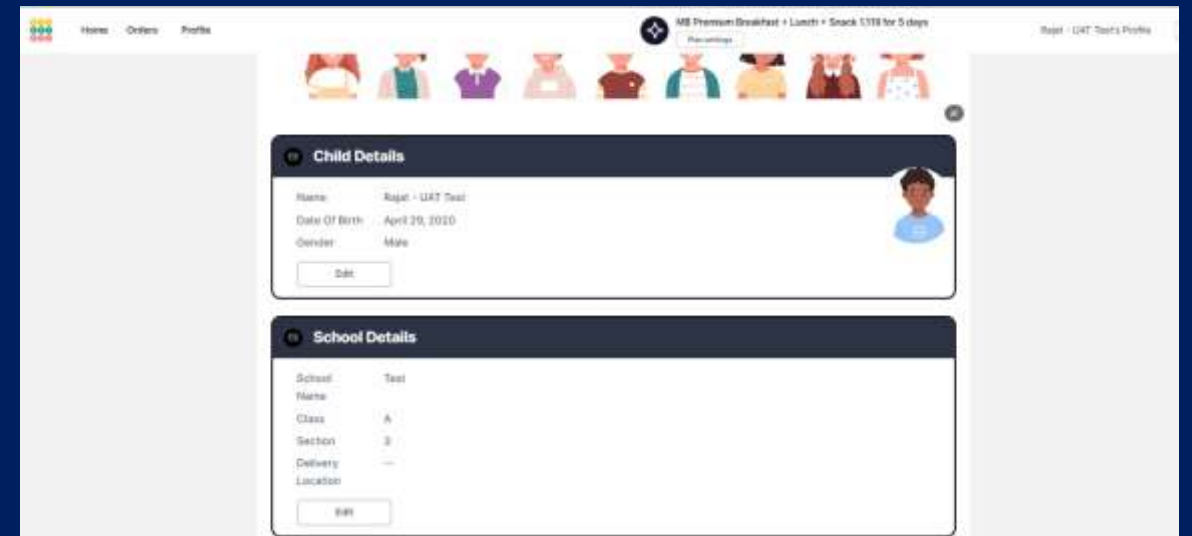 Home Orders Profile
MB Premium Breakfast + Lunch + Snack 1,119 for 5 days
Plan settings
Rajat - UAT Test's Profile
Child Details
Name Rajat - UAT Test
Date Of Birth April 29, 2020
Gender Male
Edit
School Details
School Test
Name
Class A
Section 3
Delivery ---
Location
Edit